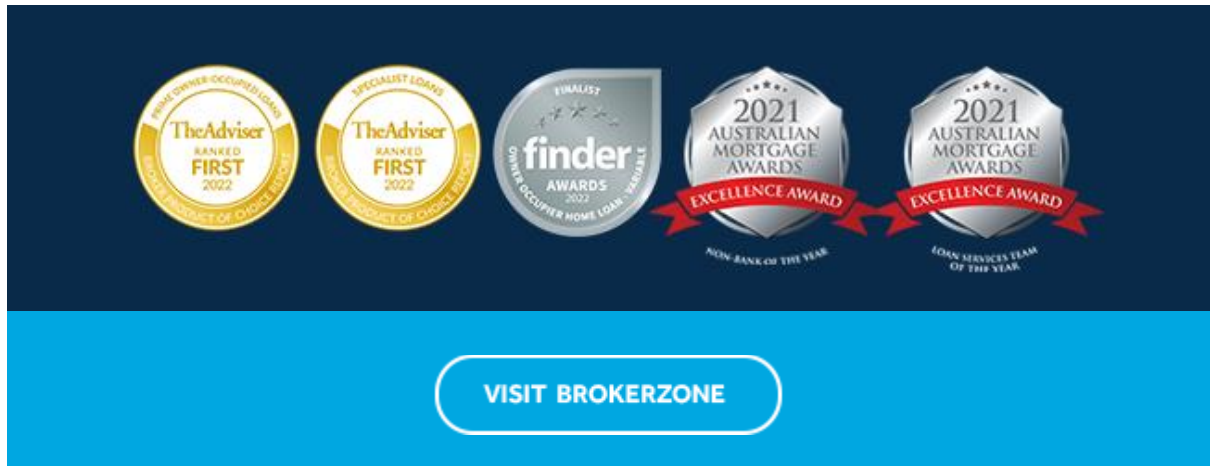 PRIME OWNER-OCCUPIED LOANS
TheAdviser
RANKED
FIRST
2022
BROKER PRODUCT OF CHOICE REPORT
SPECIALIST LOANS
TheAdviser
RANKED
FIRST
2022
BROKER PRODUCT OF CHOICE REPORT
FINALIST
finder
AWARDS
2022
OWNER OCCUPIER HOME LOAN - VARIABLE
2021
AUSTRALIAN
MORTGAGE
AWARDS
EXCELLENCE AWARD
NON-BANK OF THE YEAR
2021
AUSTRALIAN
MORTGAGE
AWARDS
EXCELLENCE AWARD
LOAN SERVICES TEAM
OF THE YEAR
VISIT BROKERZONE